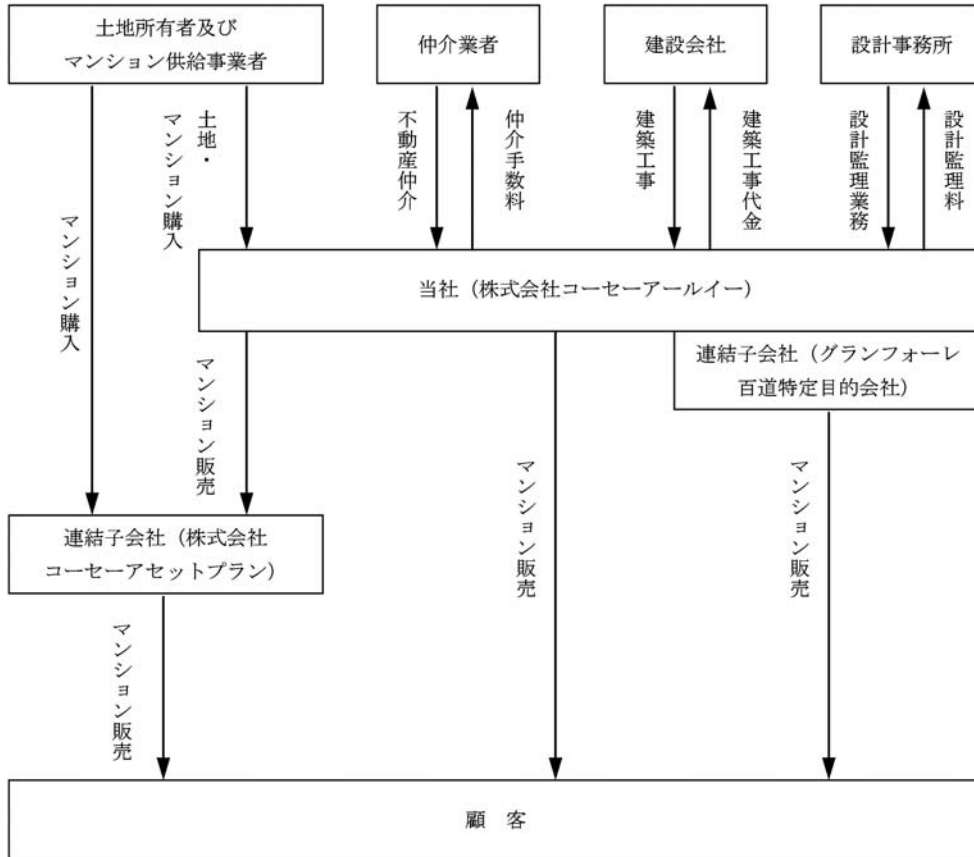 土地所有者及び
マンション供給事業者
仲介業者
建設会社
設計事務所
マンション購入
土地・
マンション購入
不動産仲介
仲介手数料
建築工事
建築工事代金
設計監理業務
設計監理料
当社（株式会社コーセーアールイー）
連結子会社（グランフォーレ
百道特定目的会社）
マンション販売
マンション販売
マンション販売
連結子会社（株式会社
コーセーアセットプラン）
マンション販売
顧　客